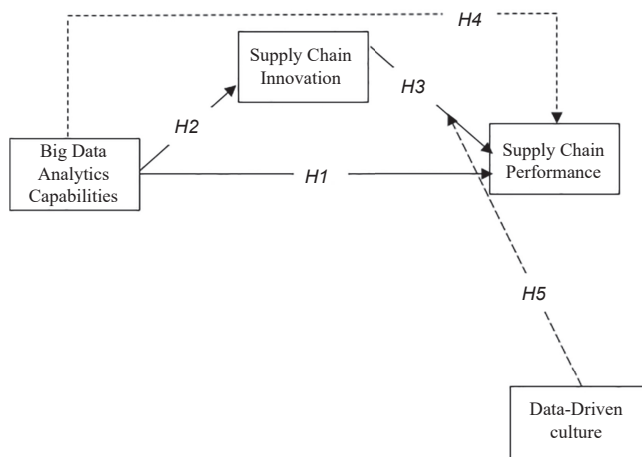 H4
Supply Chain
Innovation
H3
H2
Big Data
Analytics
Capabilities
Supply Chain
Performance
H1
H5
Data-Driven
culture